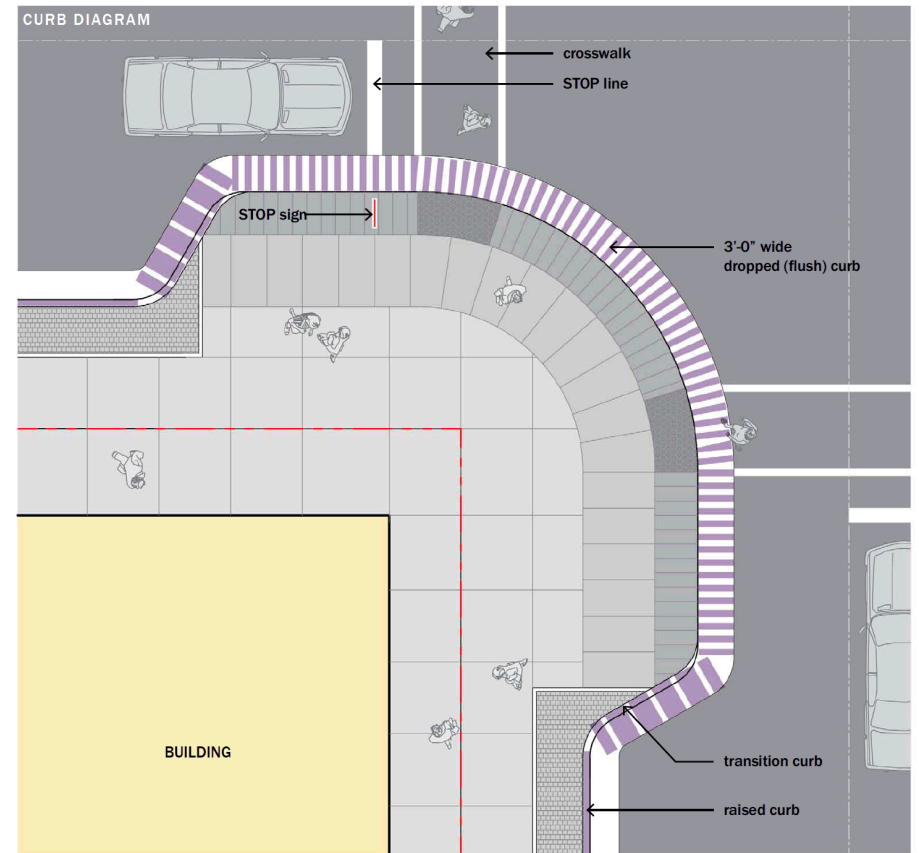 CURB DIAGRAM
crosswalk
STOP line
STOP sign
3’-0” wide
dropped (flush) curb
BUILDING
transition curb
raised curb